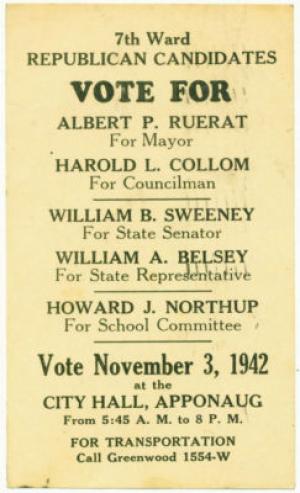 7th Ward
REPUBLICAN CANDIDATES
VOTE FOR
ALBERT P. RUERAT
For Mayor
HAROLD L. COLLOM
For Councilman
WILLIAM B. SWEENEY
For State Senator
WILLIAM A. BELSEY
For State Representative
HOWARD J. NORTHUP
For School Committee
Vote November 3, 1942
at the
CITY HALL, APPONAUG
From 5:45 A. M. to 8 P. M.
FOR TRANSPORTATION
Call Greenwood 1554-W